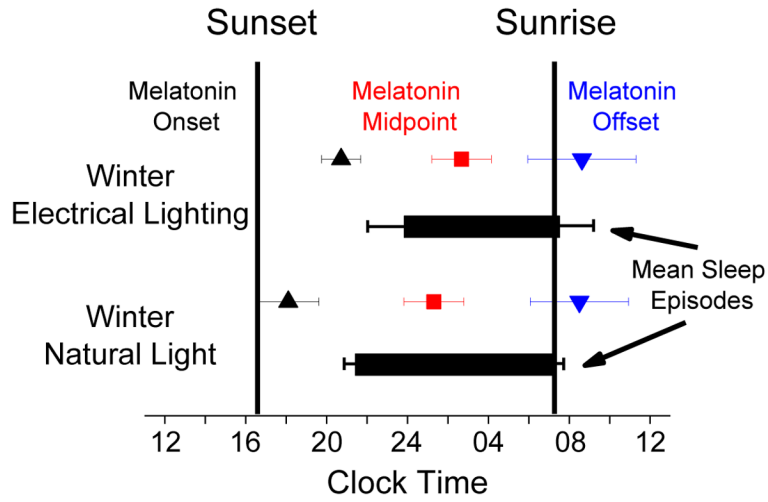 Sunset
Sunrise
Melatonin
Onset
Melatonin
Midpoint
Melatonin
Offset
Winter
Electrical Lighting
Mean Sleep
Episodes
Winter
Natural Light
12 16 20 24 04 08 12
Clock Time